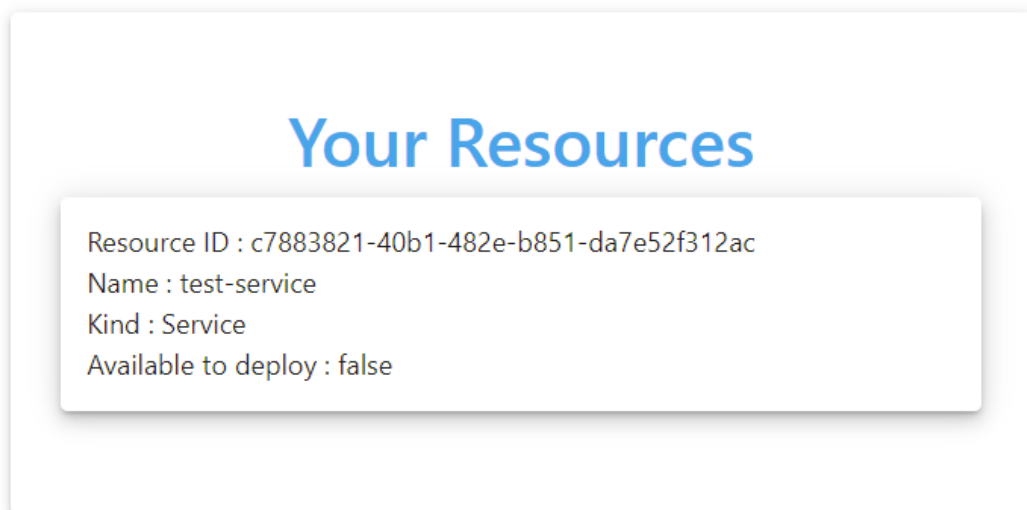 Your Resources
Resource ID : c7883821-40b1-482e-b851-da7e52f312ac
Name : test-service
Kind : Service
Available to deploy : false